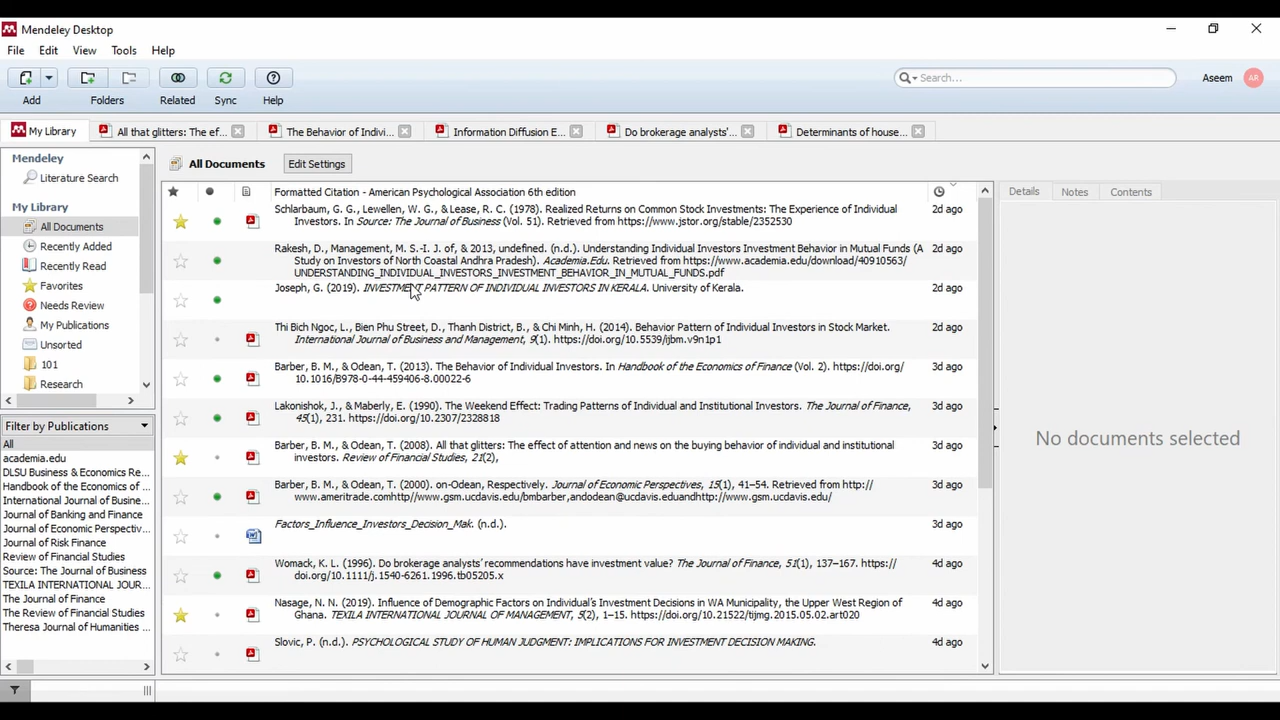 Mendeley Desktop
File Edit View Tools Help
Search...
Aseem AR
Add Folders Related Sync Help
My Library
All that glitters: The ef...
The Behavior of Indivi...
Information Diffusion E...
Do brokerage analysts'...
Determinants of house...
Mendeley
Literature Search
My Library
All Documents
Recently Added
Recently Read
Favorites
Needs Review
My Publications
Unsorted
101
Research
Filter by Publications
All
academia.edu
DLSU Business & Economics Re...
Handbook of the Economics of ...
International Journal of Busine...
Journal of Banking and Finance
Journal of Economic Perspectiv...
Journal of Risk Finance
Review of Financial Studies
Source: The Journal of Business
TEXILA INTERNATIONAL JOUR...
The Journal of Finance
The Review of Financial Studies
Theresa Journal of Humanities ...
All Documents Edit Settings
Formatted Citation - American Psychological Association 6th edition
Schlarbaum, G. G., Lewellen, W. G., & Lease, R. C. (1978). Realized Returns on Common Stock Investments: The Experience of Individual 2d ago
Investors. In Source: The Journal of Business (Vol. 51). Retrieved from https://www.jstor.org/stable/2352530
Rakesh, D., Management, M. S.-I. J. of, & 2013, undefined. (n.d.). Understanding Individual Investors Investment Behavior in Mutual Funds (A 2d ago
Study on Investors of North Coastal Andhra Pradesh). Academia.Edu. Retrieved from https://www.academia.edu/download/40910563/
UNDERSTANDING_INDIVIDUAL_INVESTORS_INVESTMENT_BEHAVIOR_IN_MUTUAL_FUNDS.pdf
Joseph, G. (2019). INVESTMENT PATTERN OF INDIVIDUAL INVESTORS IN KERALA. University of Kerala. 2d ago
Thi Bich Ngoc, L., Bien Phu Street, D., Thanh District, B., & Chi Minh, H. (2014). Behavior Pattern of Individual Investors in Stock Market. 2d ago
International Journal of Business and Management, 9(1). https://doi.org/10.5539/ijbm.v9n1p1
Barber, B. M., & Odean, T. (2013). The Behavior of Individual Investors. In Handbook of the Economics of Finance (Vol. 2). https://doi.org/ 3d ago
10.1016/B978-0-44-459406-8.00022-6
Lakonishok, J., & Maberly, E. (1990). The Weekend Effect: Trading Patterns of Individual and Institutional Investors. The Journal of Finance, 3d ago
45(1), 231. https://doi.org/10.2307/2328818
Barber, B. M., & Odean, T. (2008). All that glitters: The effect of attention and news on the buying behavior of individual and institutional 3d ago
investors. Review of Financial Studies, 21(2),
Barber, B. M., & Odean, T. (2000). on-Odean, Respectively. Journal of Economic Perspectives, 15(1), 41–54. Retrieved from http:// 3d ago
www.ameritrade.comhttp//www.gsm.ucdavis.edu/bmbarber,andodean@ucdavis.eduandhttp://www.gsm.ucdavis.edu/
Factors_Influence_Investors_Decision_Mak. (n.d.). 3d ago
Womack, K. L. (1996). Do brokerage analysts' recommendations have investment value? The Journal of Finance, 51(1), 137–167. https:// 4d ago
doi.org/10.1111/j.1540-6261.1996.tb05205.x
Nasage, N. N. (2019). Influence of Demographic Factors on Individual's Investment Decisions in WA Municipality, the Upper West Region of 4d ago
Ghana. TEXILA INTERNATIONAL JOURNAL OF MANAGEMENT, 5(2), 1–15. https://doi.org/10.21522/tijmg.2015.05.02.art020
Slovic, P. (n.d.). PSYCHOLOGICAL STUDY OF HUMAN JUDGMENT: IMPLICATIONS FOR INVESTMENT DECISION MAKING. 4d ago
Details Notes Contents
No documents selected